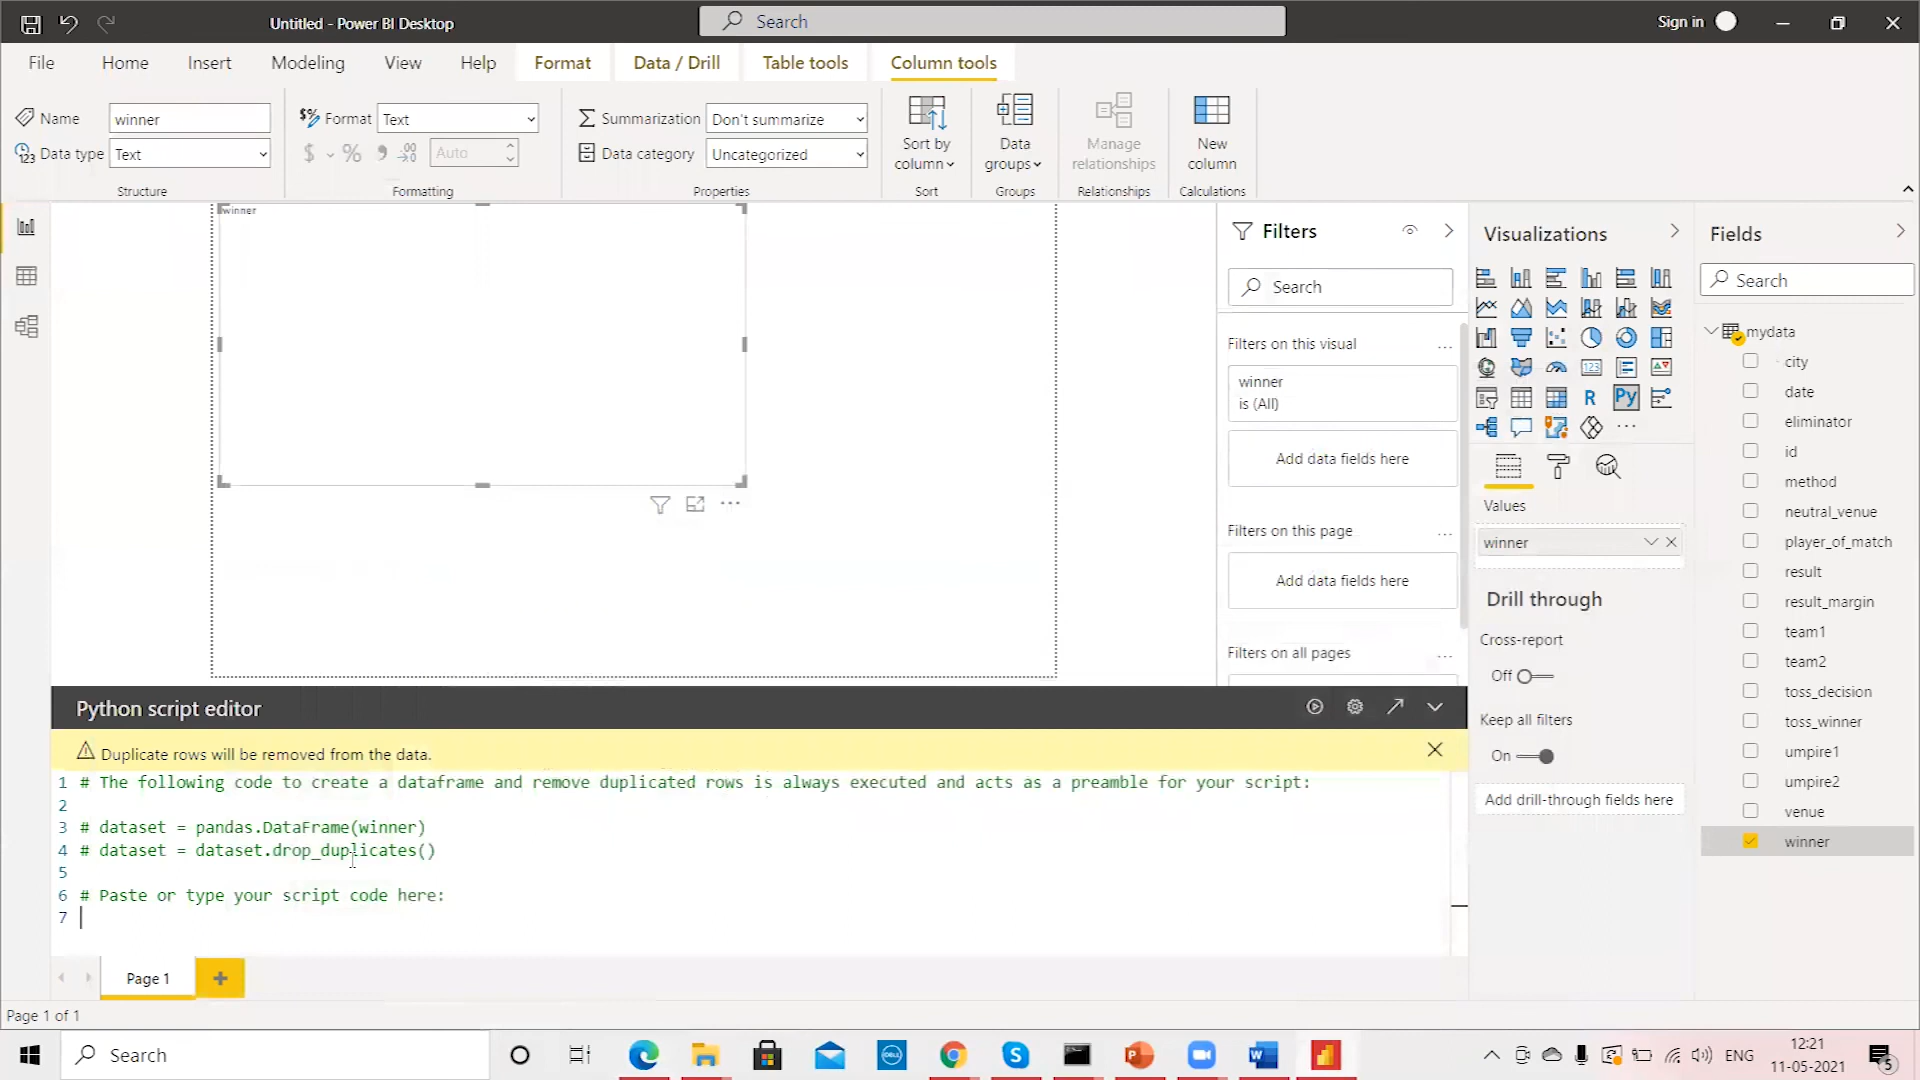 Untitled - Power BI Desktop
Search
Sign in
File
Home
Insert
Modeling
View
Help
Format
Data / Drill
Table tools
Column tools
Name
winner
Data type
Text
Structure
Format
Text
$
%
Auto
Formatting
Summarization
Don't summarize
Data category
Uncategorized
Properties
Sort by
column
Sort
Data
groups
Groups
Manage
relationships
Relationships
New
column
Calculations
winner
Filters
Search
Filters on this visual
winner
is (All)
Add data fields here
Filters on this page
Add data fields here
Filters on all pages
Visualizations
123
R
Py
Values
winner
Drill through
Cross-report
Off
Keep all filters
On
Add drill-through fields here
Fields
Search
mydata
city
date
eliminator
id
method
neutral_venue
player_of_match
result
result_margin
team1
team2
toss_decision
toss_winner
umpire1
umpire2
venue
winner
Python script editor
Duplicate rows will be removed from the data.
1 # The following code to create a dataframe and remove duplicated rows is always executed and acts as a preamble for your script:
2
3 # dataset = pandas.DataFrame(winner)
4 # dataset = dataset.drop_duplicates()
5
6 # Paste or type your script code here:
7
Page 1
Page 1 of 1
Search
DELL
ENG
12:21
11-05-2021
5